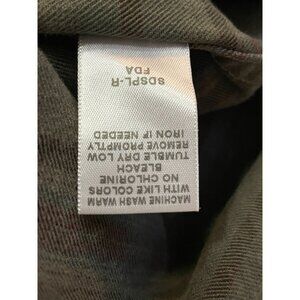 MACHINE WASH WARM
WITH LIKE COLORS
NO CHLORINE
BLEACH
TUMBLE DRY LOW
REMOVE PROMPTLY
IRON IF NEEDED
FDA
SDSPL-R